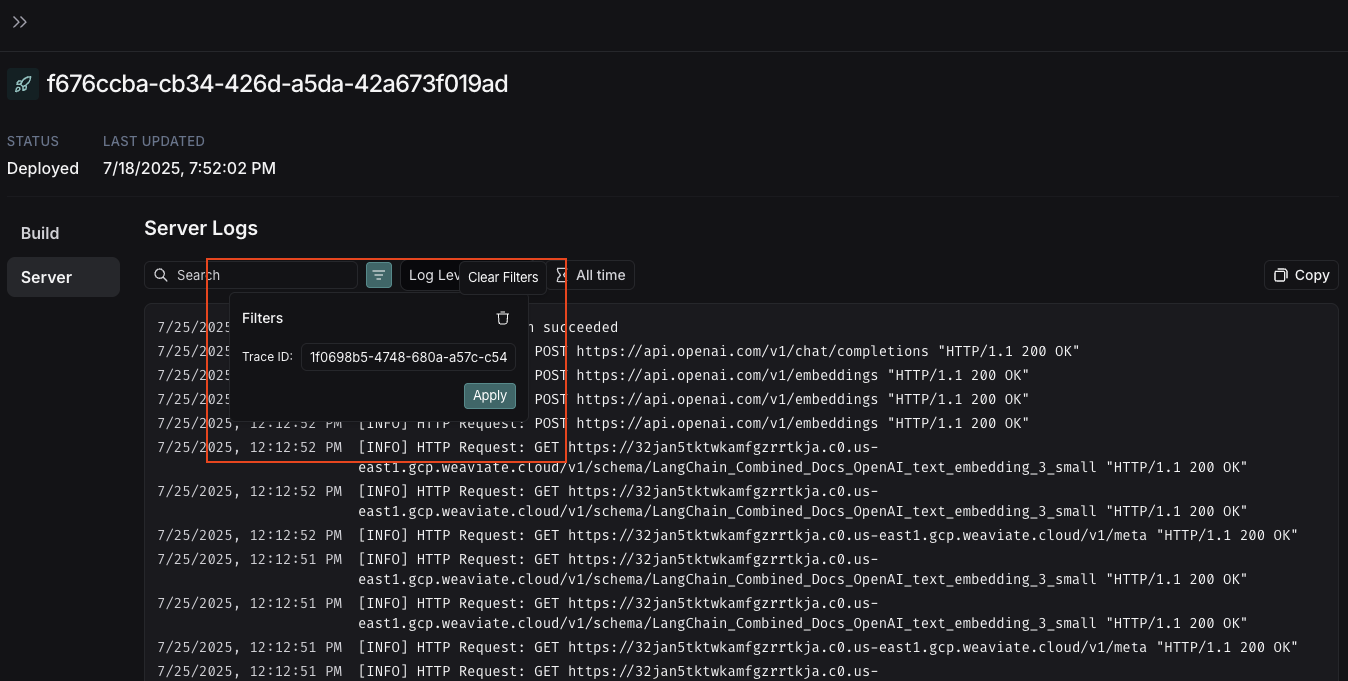 f676ccba-cb34-426d-a5da-42a673f019ad
STATUS LAST UPDATED
Deployed 7/18/2025, 7:52:02 PM
Build
Server
Server Logs
Search Log Lev Clear Filters All time Copy
Filters
Trace ID: 1f0698b5-4748-680a-a57c-c54
Apply
7/25/2025 succeeded
7/25/2025 POST https://api.openai.com/v1/chat/completions "HTTP/1.1 200 OK"
7/25/2025 POST https://api.openai.com/v1/embeddings "HTTP/1.1 200 OK"
7/25/2025 POST https://api.openai.com/v1/embeddings "HTTP/1.1 200 OK"
7/25/2025, 12:12:52 PM [INFO] HTTP Request: POST https://api.openai.com/v1/embeddings "HTTP/1.1 200 OK"
7/25/2025, 12:12:52 PM [INFO] HTTP Request: GET https://32jan5tktwkamfgzrrtkja.c0.us-
east1.gcp.weaviate.cloud/v1/schema/LangChain_Combined_Docs_OpenAI_text_embedding_3_small "HTTP/1.1 200 OK"
7/25/2025, 12:12:52 PM [INFO] HTTP Request: GET https://32jan5tktwkamfgzrrtkja.c0.us-
east1.gcp.weaviate.cloud/v1/schema/LangChain_Combined_Docs_OpenAI_text_embedding_3_small "HTTP/1.1 200 OK"
7/25/2025, 12:12:52 PM [INFO] HTTP Request: GET https://32jan5tktwkamfgzrrtkja.c0.us-east1.gcp.weaviate.cloud/v1/meta "HTTP/1.1 200 OK"
7/25/2025, 12:12:51 PM [INFO] HTTP Request: GET https://32jan5tktwkamfgzrrtkja.c0.us-
east1.gcp.weaviate.cloud/v1/schema/LangChain_Combined_Docs_OpenAI_text_embedding_3_small "HTTP/1.1 200 OK"
7/25/2025, 12:12:51 PM [INFO] HTTP Request: GET https://32jan5tktwkamfgzrrtkja.c0.us-
east1.gcp.weaviate.cloud/v1/schema/LangChain_Combined_Docs_OpenAI_text_embedding_3_small "HTTP/1.1 200 OK"
7/25/2025, 12:12:51 PM [INFO] HTTP Request: GET https://32jan5tktwkamfgzrrtkja.c0.us-east1.gcp.weaviate.cloud/v1/meta "HTTP/1.1 200 OK"
7/25/2025, 12:12:51 PM [INFO] HTTP Request: GET https://32jan5tktwkamfgzrrtkja.c0.us-